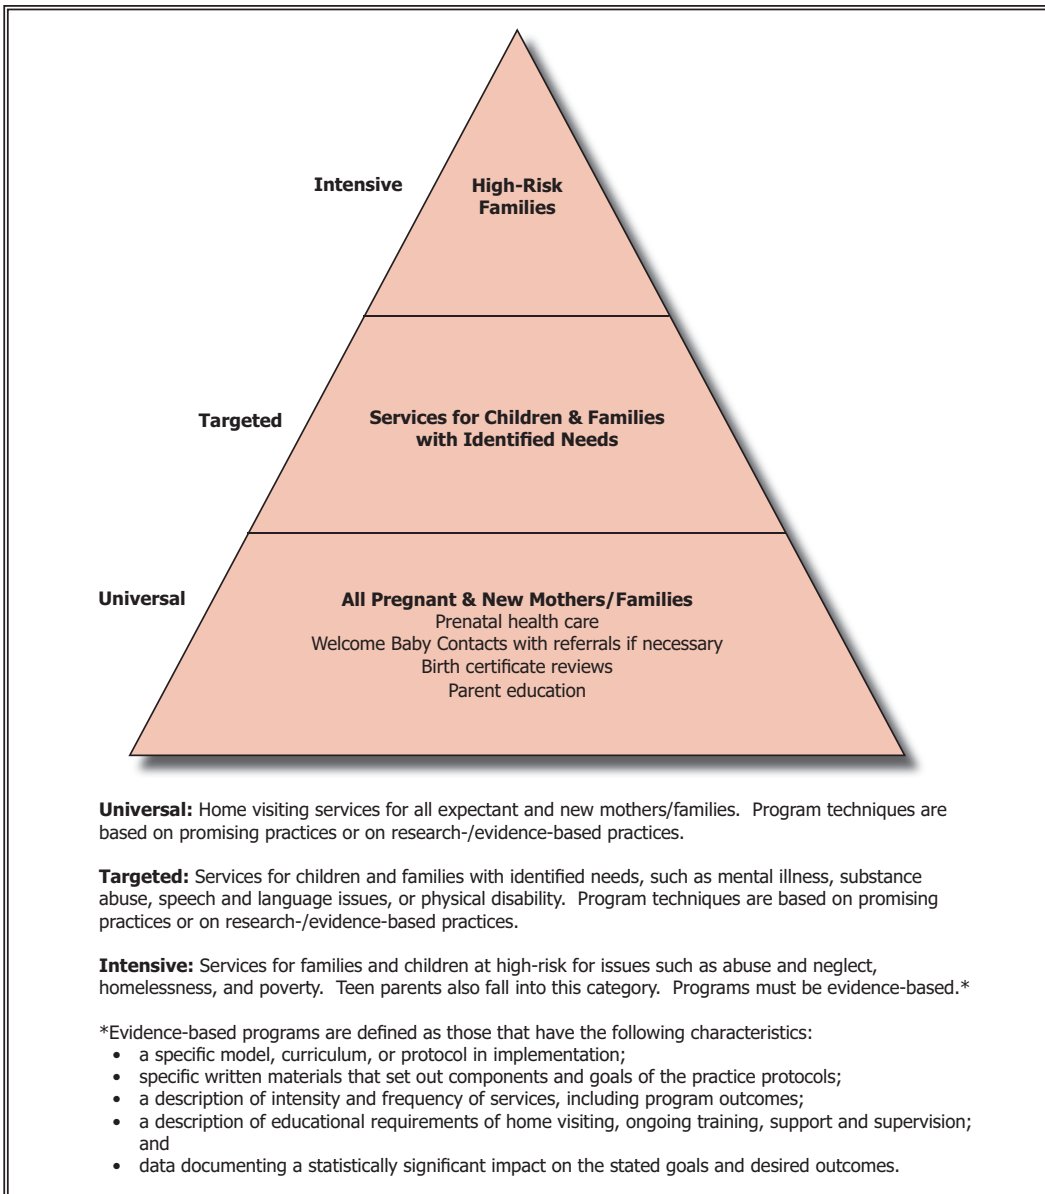 Intensive
High-Risk
Families
Targeted
Services for Children & Families
with Identified Needs
Universal
All Pregnant & New Mothers/Families
Prenatal health care
Welcome Baby Contacts with referrals if necessary
Birth certificate reviews
Parent education
Universal: Home visiting services for all expectant and new mothers/families. Program techniques are
based on promising practices or on research-/evidence-based practices.
Targeted: Services for children and families with identified needs, such as mental illness, substance
abuse, speech and language issues, or physical disability. Program techniques are based on promising
practices or on research-/evidence-based practices.
Intensive: Services for families and children at high-risk for issues such as abuse and neglect,
homelessness, and poverty. Teen parents also fall into this category. Programs must be evidence-based.*
*Evidence-based programs are defined as those that have the following characteristics:
• a specific model, curriculum, or protocol in implementation;
• specific written materials that set out components and goals of the practice protocols;
• a description of intensity and frequency of services, including program outcomes;
• a description of educational requirements of home visiting, ongoing training, support and supervision;
and
• data documenting a statistically significant impact on the stated goals and desired outcomes.